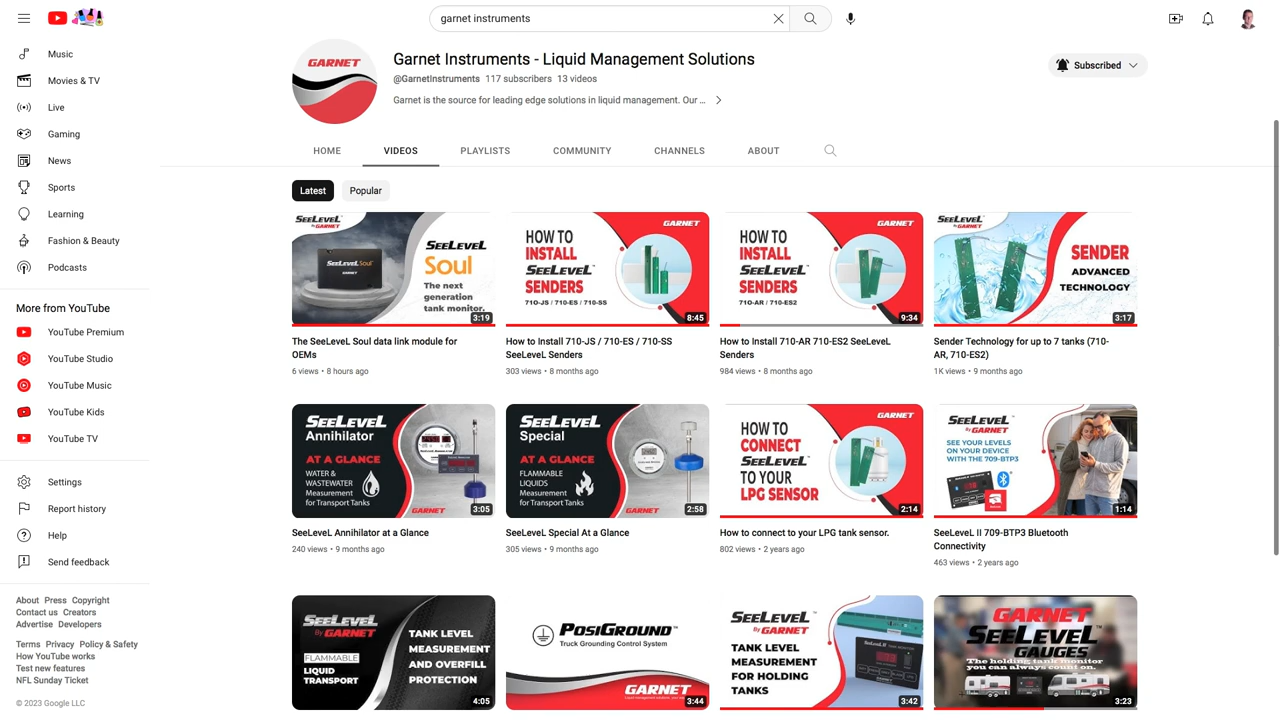 garnet instruments
Music
Movies & TV
Live
Gaming
News
Sports
Learning
Fashion & Beauty
Podcasts
More from YouTube
YouTube Premium
YouTube Studio
YouTube Music
YouTube Kids
YouTube TV
Settings
Report history
Help
Send feedback
About Press Copyright
Contact us Creators
Advertise Developers
Terms Privacy Policy & Safety
How YouTube works
Test new features
NFL Sunday Ticket
© 2023 Google LLC
GARNET
Garnet Instruments - Liquid Management Solutions
@GarnetInstruments 117 subscribers 13 videos
Garnet is the source for leading edge solutions in liquid management. Our ...
Subscribed
HOME VIDEOS PLAYLISTS COMMUNITY CHANNELS ABOUT
Latest Popular
SEELEVEL™
By GARNET
SEELEVEL Soul
GARNET
SEELEVEL
Soul
The next
generation
tank monitor.
3:19
The SeeLeveL Soul data link module for
OEMs
6 views • 8 hours ago
GARNET
HOW TO
INSTALL
SEELEVEL™
SENDERS
710-JS / 710-ES / 710-SS
8:45
How to Install 710-JS / 710-ES / 710-SS
SeeLeveL Senders
303 views • 8 months ago
GARNET
HOW TO
INSTALL
SEELEVEL™
SENDERS
710-AR / 710-ES2
9:34
How to Install 710-AR 710-ES2 SeeLeveL
Senders
984 views • 8 months ago
SEELEVEL™
By GARNET
SENDER
ADVANCED
TECHNOLOGY
3:17
Sender Technology for up to 7 tanks (710-
AR, 710-ES2)
1K views • 9 months ago
SEELEVEL
Annihilator
AT A GLANCE
WATER &
WASTEWATER
Measurement
for Transport Tanks
GARNET
3:05
SeeLeveL Annihilator at a Glance
240 views • 9 months ago
SEELEVEL
Special
AT A GLANCE
FLAMMABLE
LIQUIDS
Measurement
for Transport Tanks
GARNET
2:58
SeeLeveL Special At a Glance
305 views • 9 months ago
GARNET
HOW TO
CONNECT
SEELEVEL™
TO YOUR
LPG SENSOR
2:14
How to connect to your LPG tank sensor.
802 views • 2 years ago
SEELEVEL™
By GARNET
SEE YOUR LEVELS
ON YOUR DEVICE
WITH THE 709-BTP3
1:14
SeeLeveL II 709-BTP3 Bluetooth
Connectivity
463 views • 2 years ago
SEELEVEL
By GARNET
FLAMMABLE
LIQUID
TRANSPORT
TANK LEVEL
MEASUREMENT
AND OVERFILL
PROTECTION
4:05
POSIGROUND™
Truck Grounding Control System
GARNET
3:44
SEELEVEL™
By GARNET
TANK LEVEL
MEASUREMENT
FOR HOLDING
TANKS
3:42
GARNET
SEELEVEL™
GAUGES
The holding tank monitor
you can always count on.
3:23